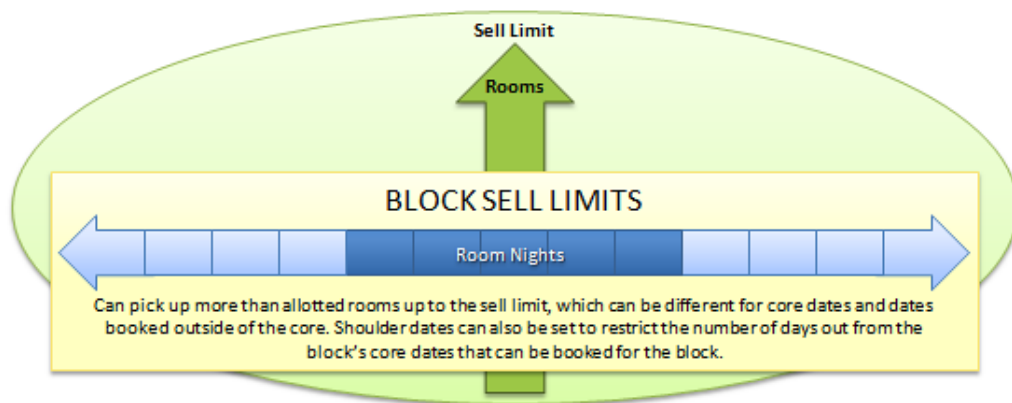 Sell Limit
Rooms
BLOCK SELL LIMITS
Room Nights
Can pick up more than allotted rooms up to the sell limit, which can be different for core dates and dates
booked outside of the core. Shoulder dates can also be set to restrict the number of days out from the
block's core dates that can be booked for the block.